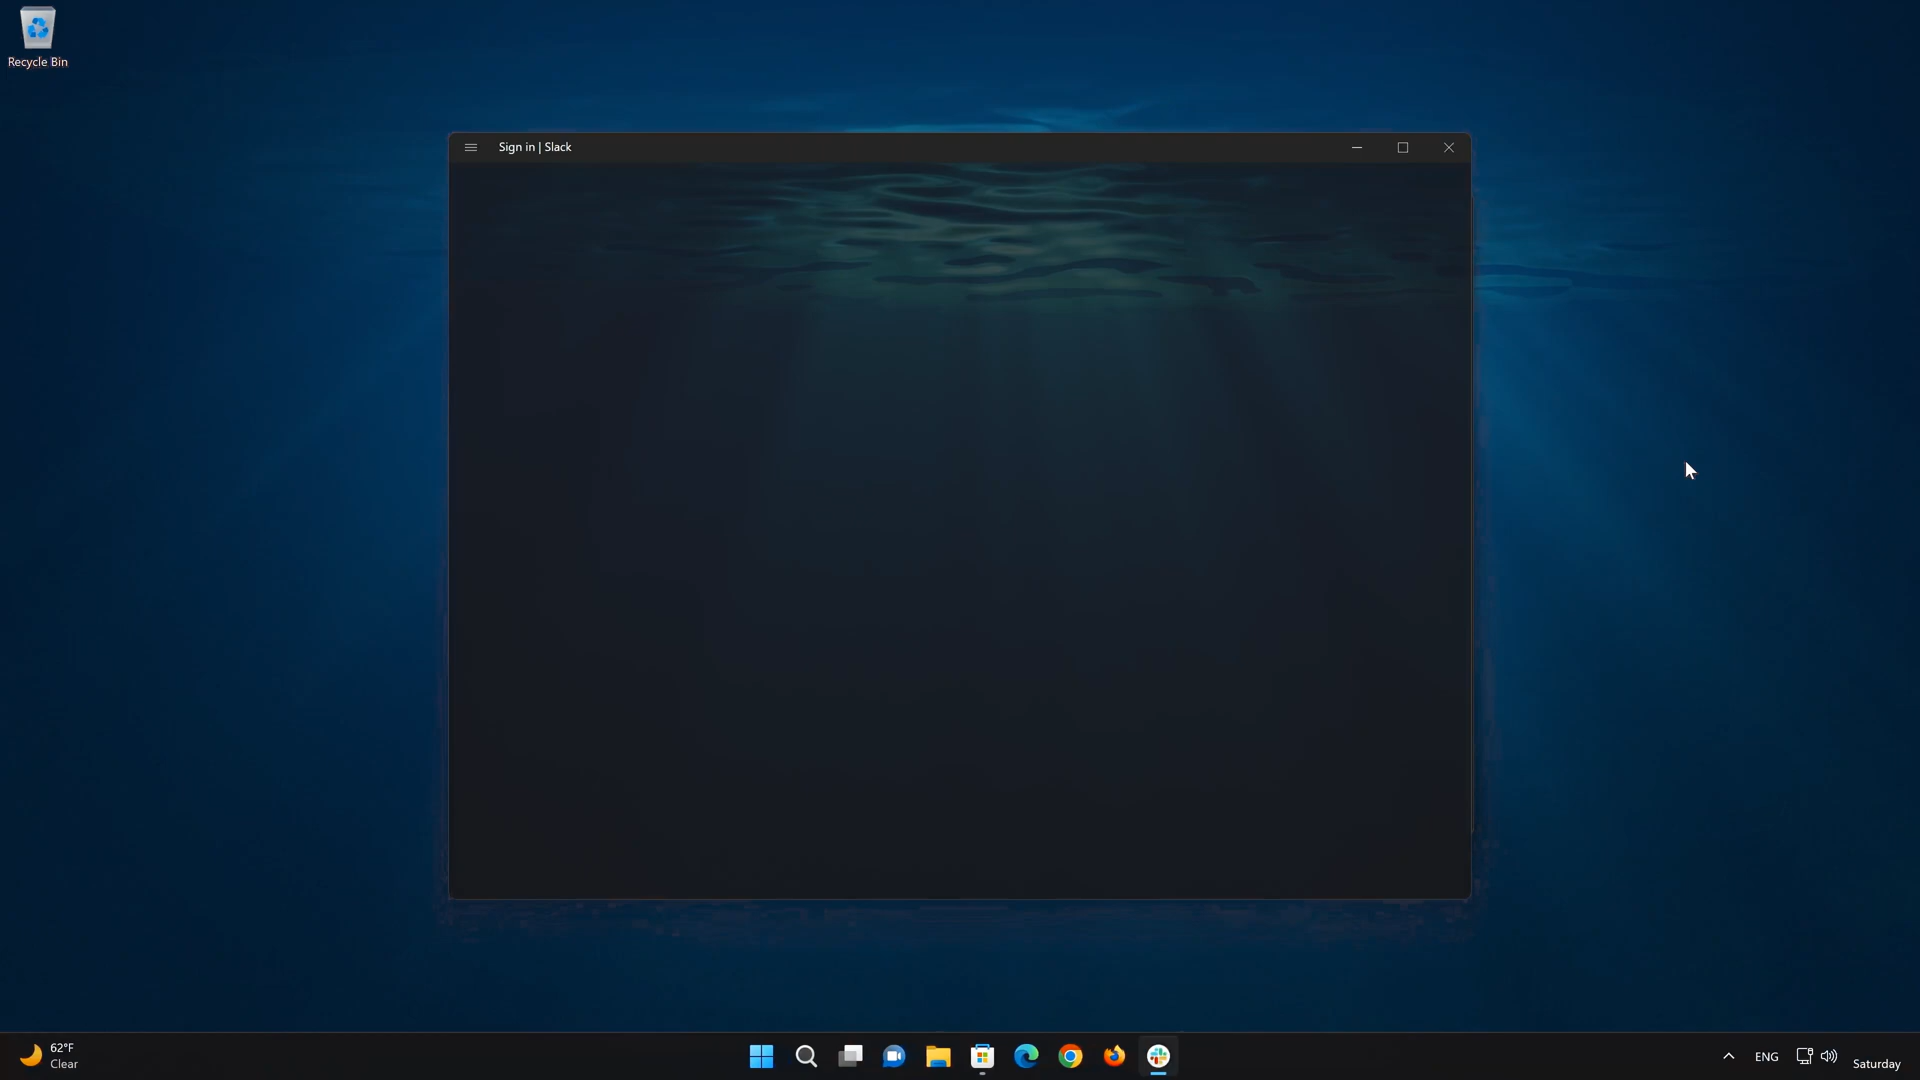 Recycle Bin
Sign in | Slack
62°F
Clear
ENG
Saturday